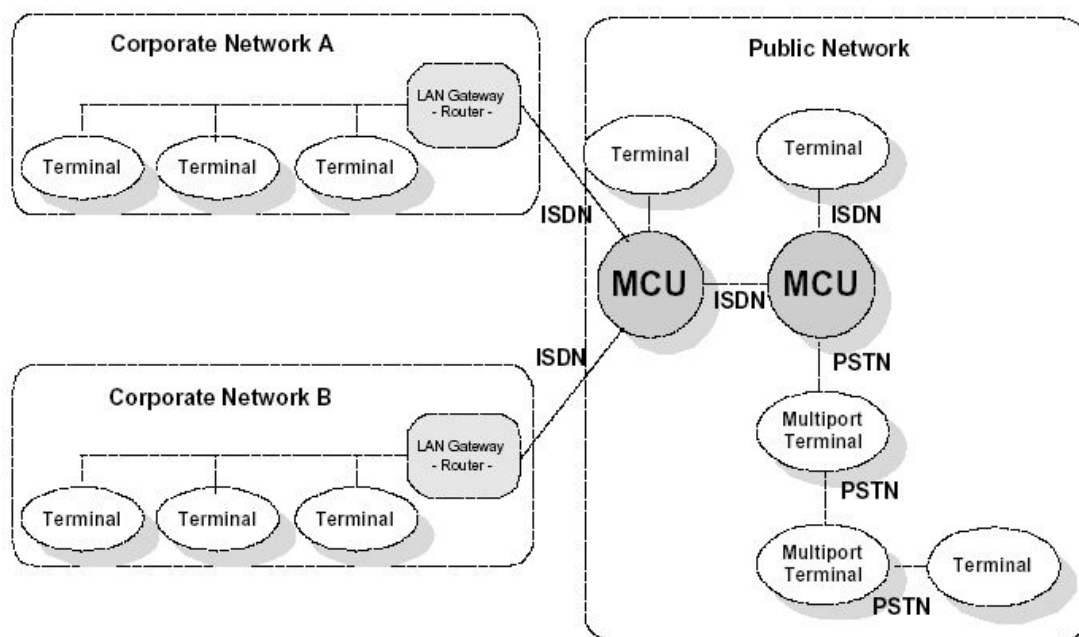 Corporate Network A
LAN Gateway
- Router -
Terminal
Terminal
Terminal
ISDN
Corporate Network B
LAN Gateway
- Router -
Terminal
Terminal
Terminal
ISDN
Public Network
Terminal
Terminal
ISDN
MCU
ISDN
MCU
PSTN
Multiport
Terminal
PSTN
Multiport
Terminal
PSTN
Terminal